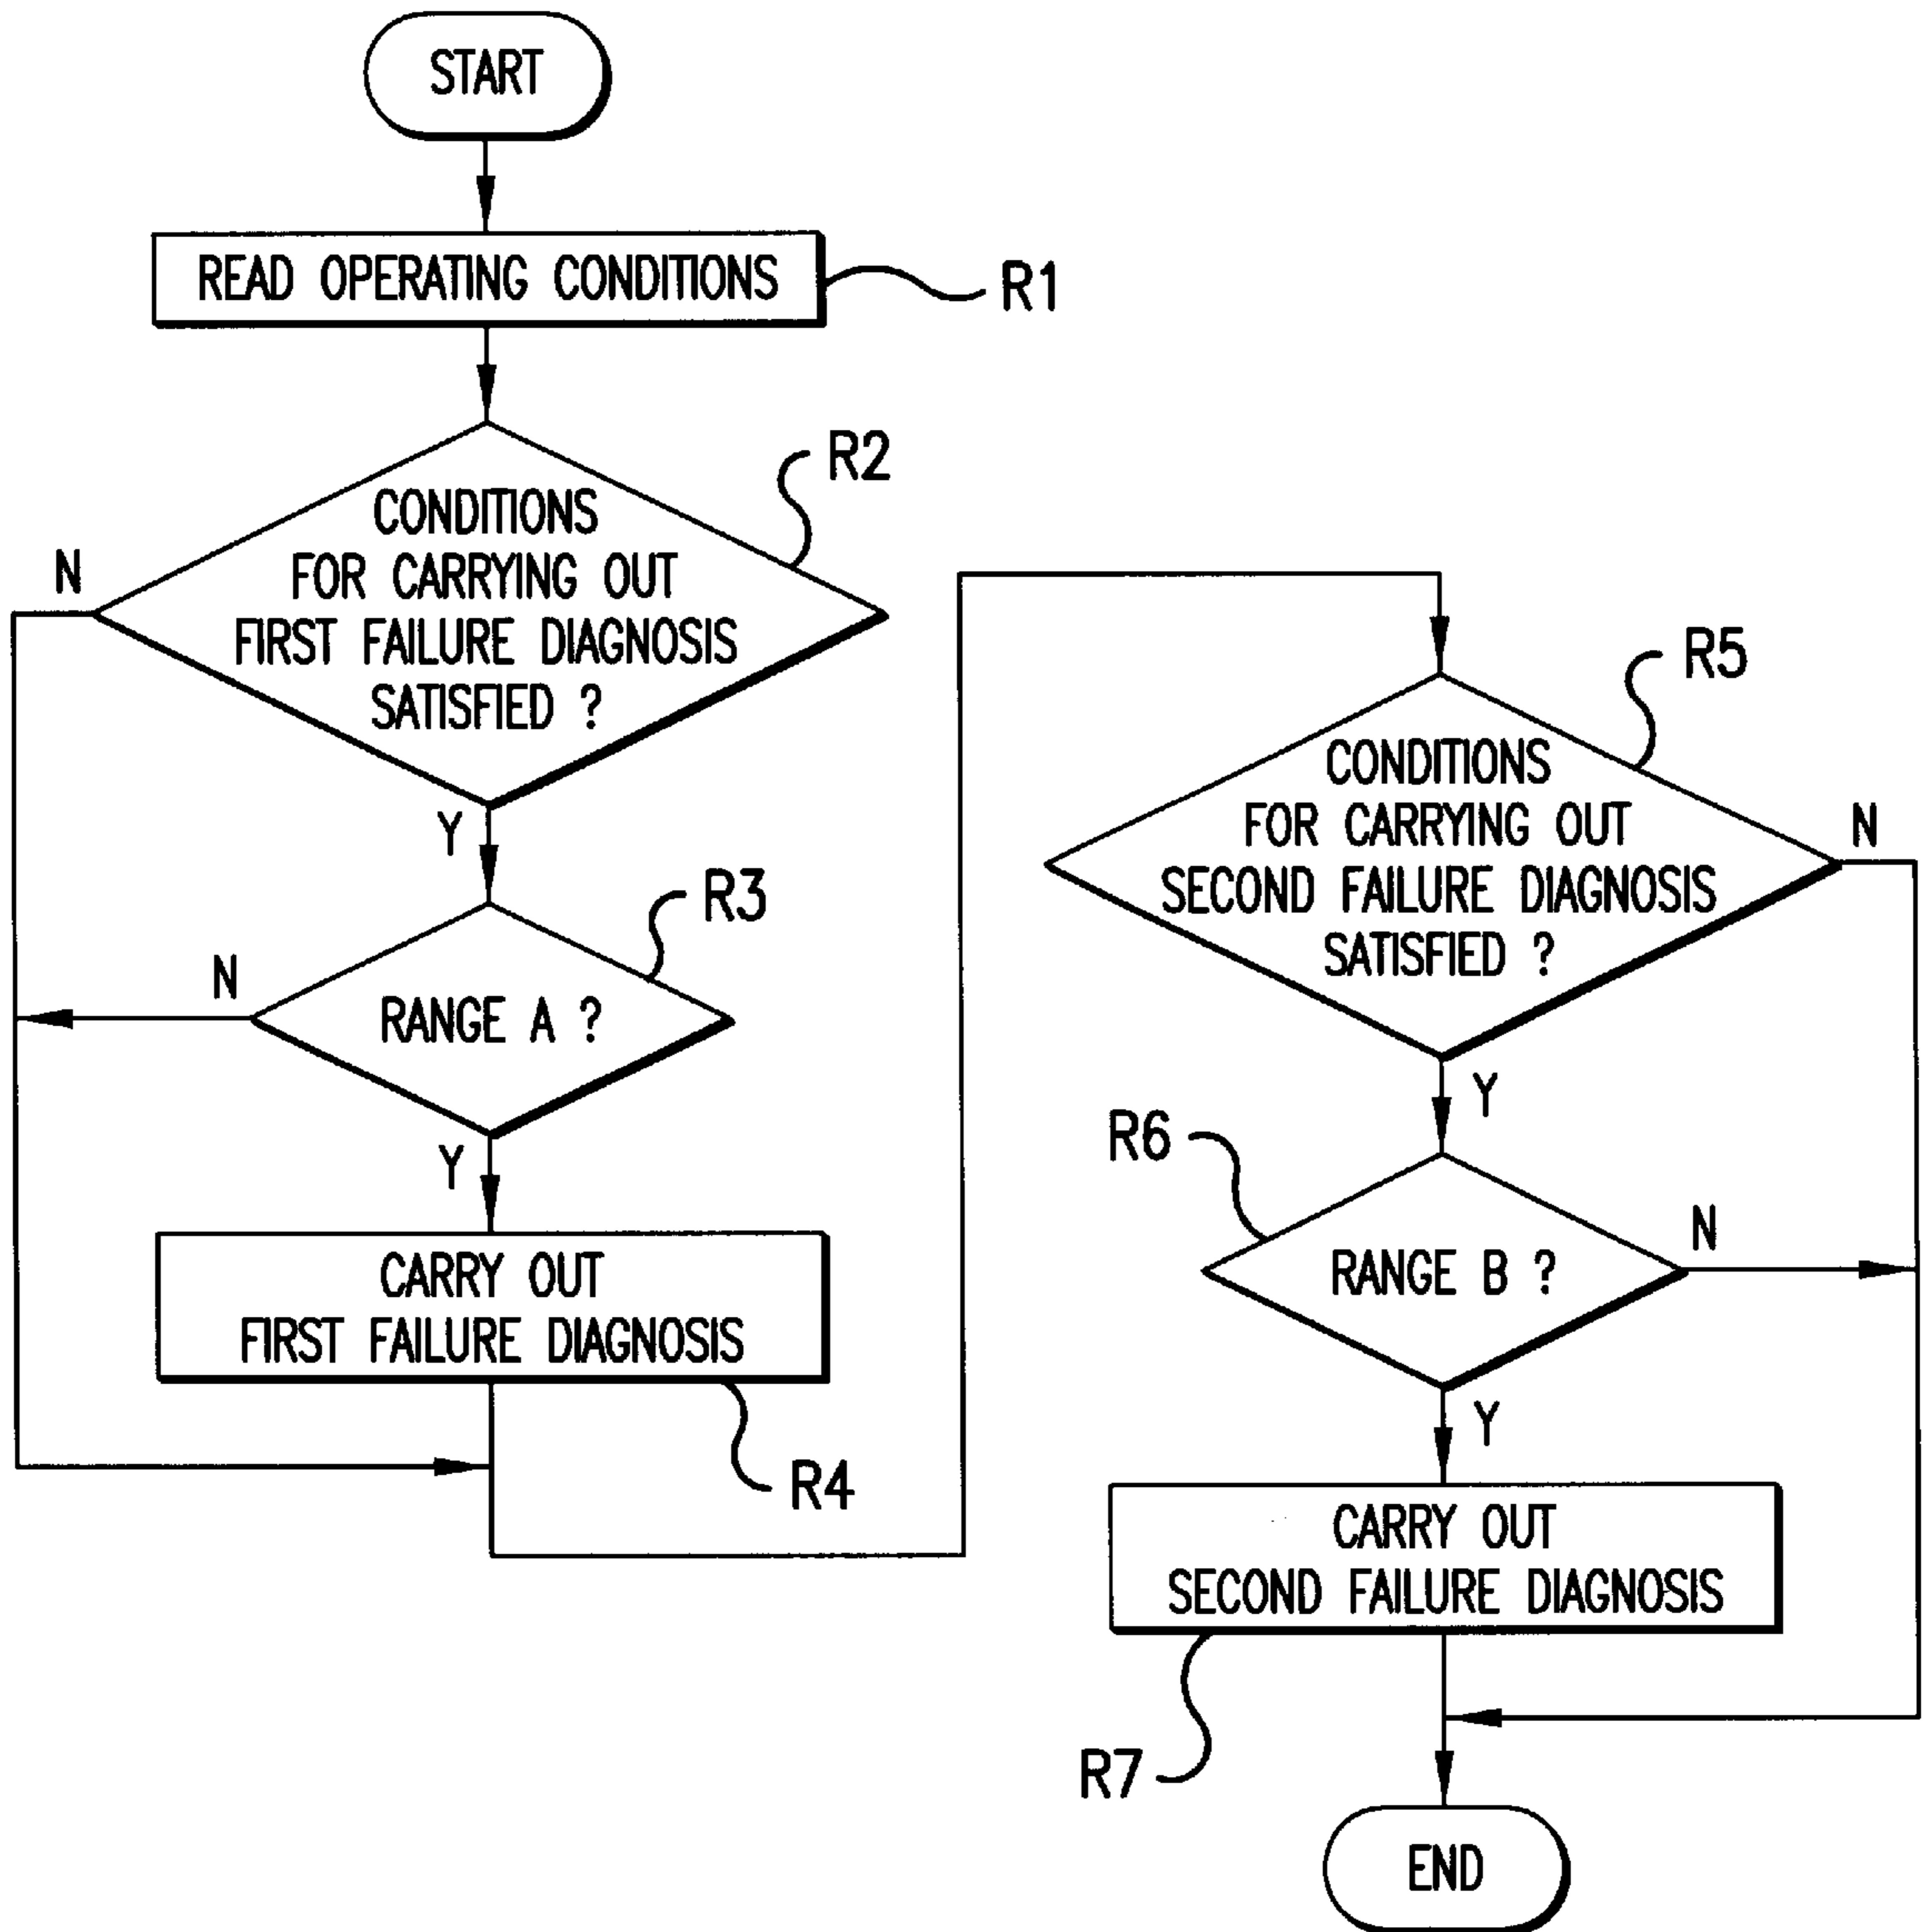 START
READ OPERATING CONDITIONS
R1
R2
CONDITIONS
FOR CARRYING OUT
FIRST FAILURE DIAGNOSIS
SATISFIED ?
N
Y
R3
RANGE A ?
N
Y
CARRY OUT
FIRST FAILURE DIAGNOSIS
R4
R5
CONDITIONS
FOR CARRYING OUT
SECOND FAILURE DIAGNOSIS
SATISFIED ?
N
Y
R6
RANGE B ?
N
Y
CARRY OUT
SECOND FAILURE DIAGNOSIS
R7
END